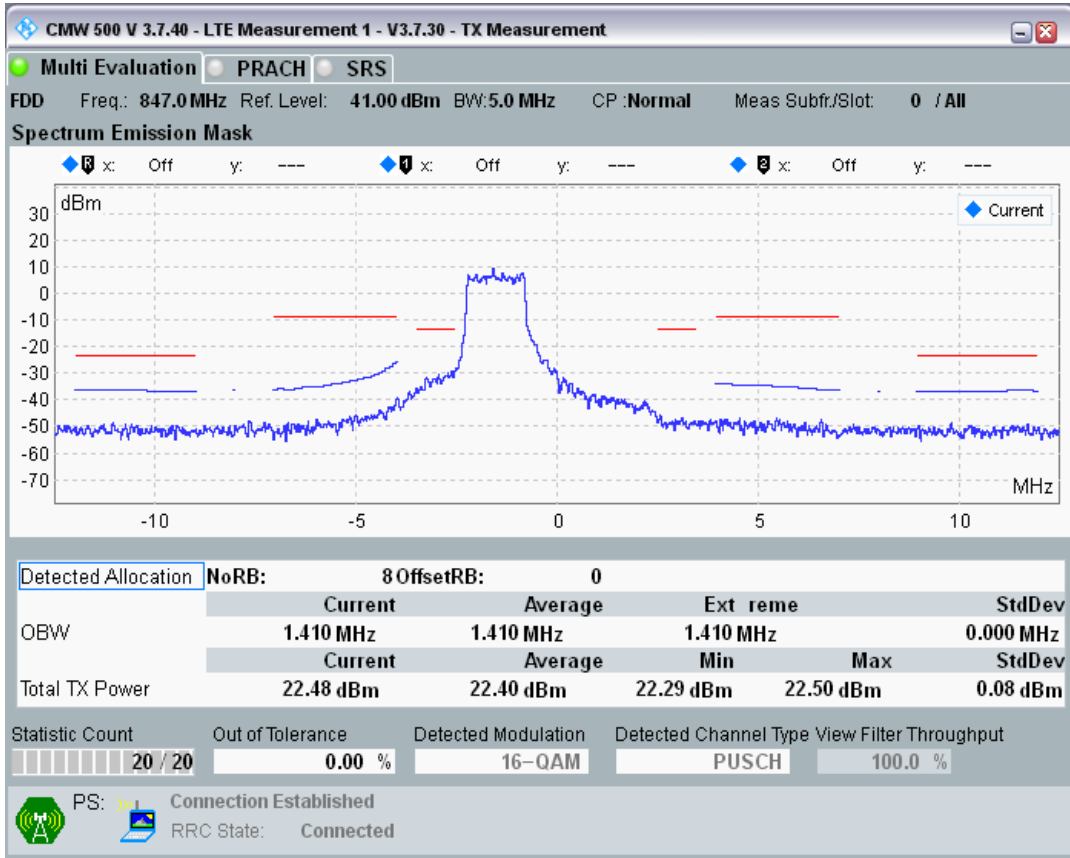 CMW 500 V 3.7.40 - LTE Measurement 1 - V3.7.30 - TX Measurement
Multi Evaluation PRACH SRS
FDD Freq.: 847.0 MHz Ref. Level: 41.00 dBm BW:5.0 MHz CP :Normal Meas Subfr./Slot: 0 / All
Spectrum Emission Mask
R x: Off y: --- 1 x: Off y: --- 2 x: Off y: ---
dBm
Current
30
20
10
0
-10
-20
-30
-40
-50
-60
-70
MHz
-10 -5 0 5 10
Detected Allocation NoRB: 8 OffsetRB: 0
Current Average Ext reme StdDev
OBW 1.410 MHz 1.410 MHz 1.410 MHz 0.000 MHz
Current Average Min Max StdDev
Total TX Power 22.48 dBm 22.40 dBm 22.29 dBm 22.50 dBm 0.08 dBm
Statistic Count Out of Tolerance Detected Modulation Detected Channel Type View Filter Throughput
20 / 20 0.00 % 16-QAM PUSCH 100.0 %
PS: Connection Established
RRC State: Connected